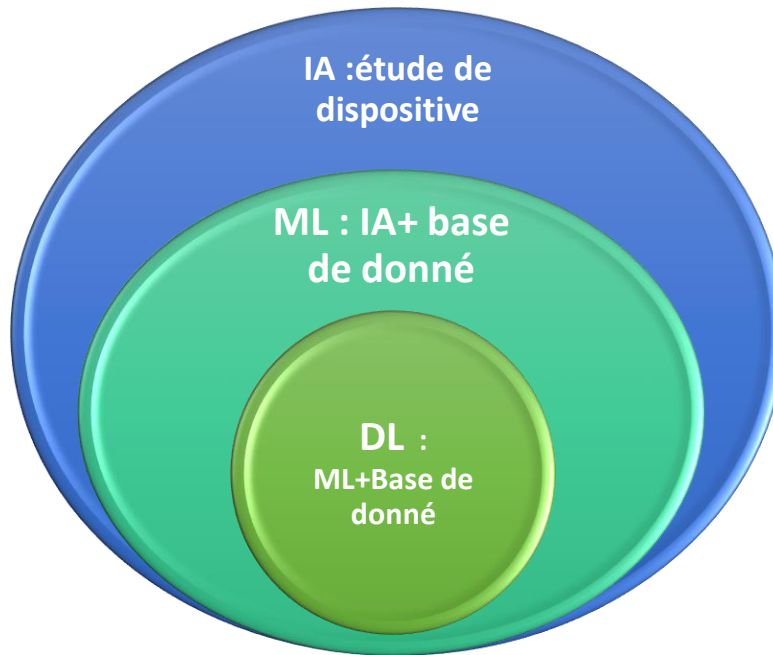 IA :étude de
dispositive
ML : IA+ base
de donné
DL :
ML+Base de
donné